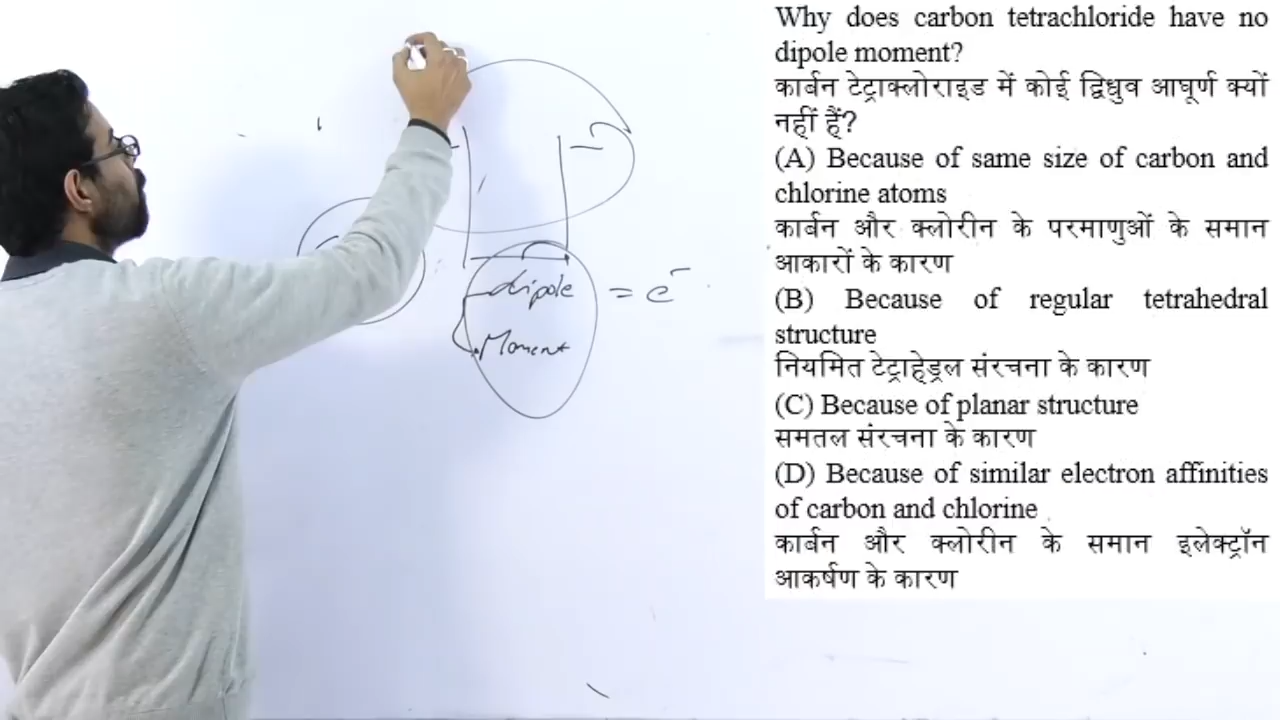 Why does carbon tetrachloride have no
dipole moment?
कार्बन टेट्राक्लोराइड में कोई द्विध्रुव आघूर्ण क्यों
नहीं हैं?
(A) Because of same size of carbon and
chlorine atoms
कार्बन और क्लोरीन के परमाणुओं के समान
आकारों के कारण
(B) Because of regular tetrahedral
structure
नियमित टेट्राहेड्रल संरचना के कारण
(C) Because of planar structure
समतल संरचना के कारण
(D) Because of similar electron affinities
of carbon and chlorine
कार्बन और क्लोरीन के समान इलेक्ट्रॉन
आकर्षण के कारण
dipole = e⁻
Moment